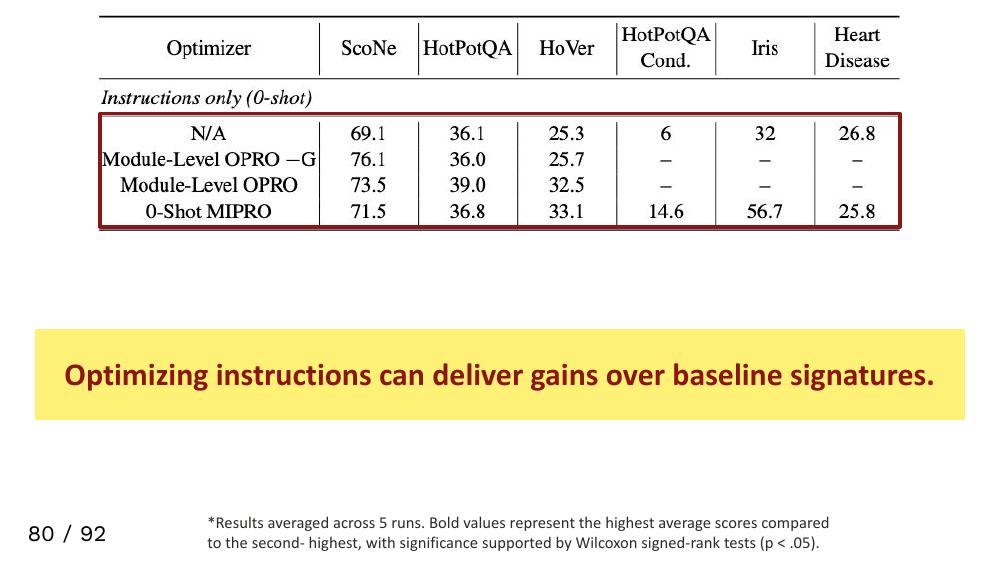 Optimizer ScoNe HotPotQA HoVer HotPotQA Cond. Iris Heart Disease
Instructions only (0-shot)
N/A 69.1 36.1 25.3 6 32 26.8
Module-Level OPRO −G 76.1 36.0 25.7 – – –
Module-Level OPRO 73.5 39.0 32.5 – – –
0-Shot MIPRO 71.5 36.8 33.1 14.6 56.7 25.8
Optimizing instructions can deliver gains over baseline signatures.
80 / 92
*Results averaged across 5 runs. Bold values represent the highest average scores compared
to the second- highest, with significance supported by Wilcoxon signed-rank tests (p < .05).